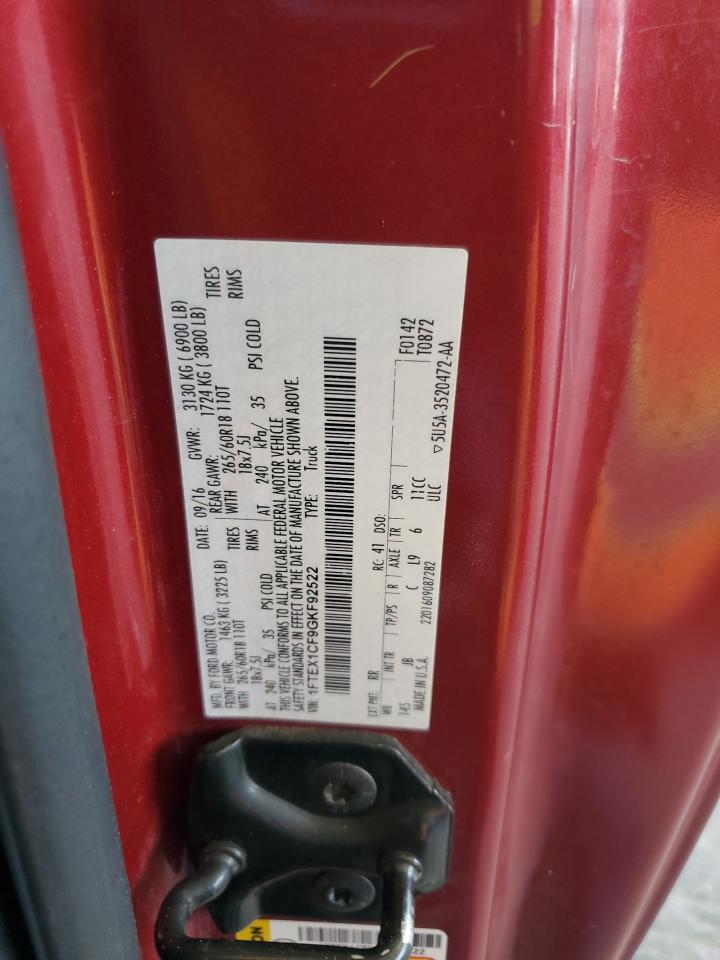 MFD. BY FORD MOTOR CO.
DATE: 09/16 GVWR: 3130 KG ( 6900 LB)
FRONT GAWR: 1463 KG ( 3225 LB) REAR GAWR: 1724 KG ( 3800 LB)
WITH 265/60R18 110T TIRES WITH 265/60R18 110T TIRES
18x7.5J RIMS 18x7.5J RIMS
AT 240 kPa/ 35 PSI COLD AT 240 kPa/ 35 PSI COLD
THIS VEHICLE CONFORMS TO ALL APPLICABLE FEDERAL MOTOR VEHICLE
SAFETY STANDARDS IN EFFECT ON THE DATE OF MANUFACTURE SHOWN ABOVE.
VIN: 1FTEX1CF9GKF92522 TYPE: Truck
EXT PNT: RR RC: 41 DSO: F0142
WB INT TR TP/PS R AXLE TR SPR T0872
145 JB C L9 6 11CC
MADE IN U.S.A. 2201609087282 ULC ▽5U5A-3520472-AA